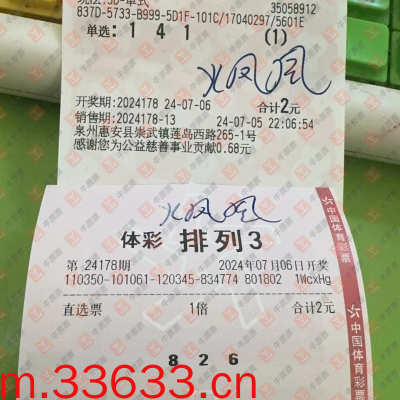 35058912
837D-5733-B999-5D1F-101C/17040297/5601E
单选: 1 4 1 (1)
火凤凰
开奖期:2024178 24-07-06 合计2元
销售期:2024178-13 24-07-05 22:06:54
泉州惠安县崇武镇莲岛西路265-1号
感谢您为公益慈善事业贡献0.68元
火凤凰
体彩 排列3
第 24178期 2024年07月06日开奖
110350-101061-120345-834774 801802 1WcxHg
直选票 1倍 合计2元
8 2 6
中国体育彩票
中国体育彩票
m.33633.cn